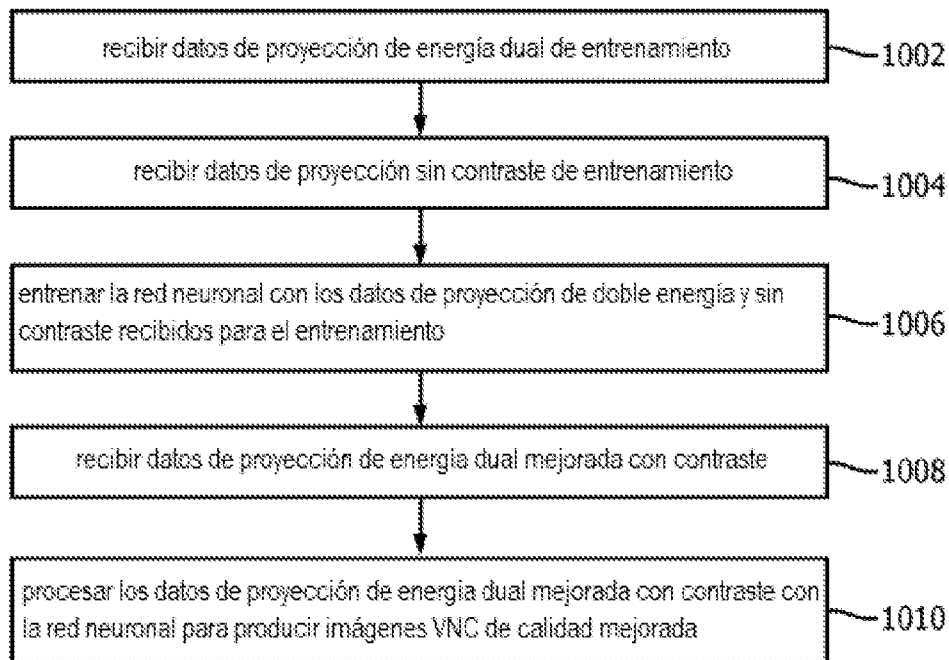 recibir datos de proyección de energía dual de entrenamiento
1002
recibir datos de proyección sin contraste de entrenamiento
1004
entrenar la red neuronal con los datos de proyección de doble energía y sin
contraste recibidos para el entrenamiento
1006
recibir datos de proyección de energia dual mejorada con contraste
1008
procesar los datos de proyección de energia dual mejorada con contraste con
la red neuronal para producir imágenes VNC de calidad mejorada
1010